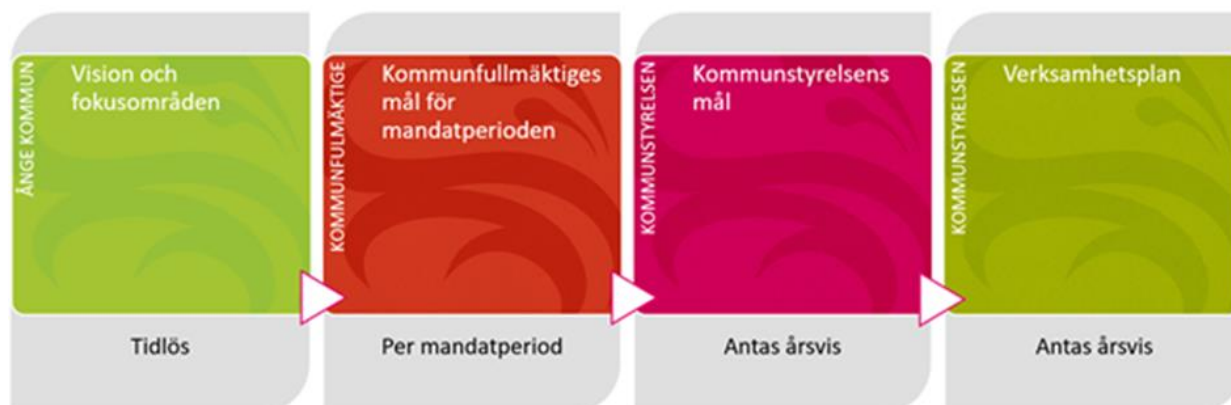 ÅNGE KOMMUN
Vision och
fokusområden
Tidlös
KOMMUNFULMÄKTIGE
Kommunfullmäktiges
mål för
mandatperioden
Per mandatperiod
KOMMUNSTYRELSEN
Kommunstyrelsens
mål
Antas årsvis
KOMMUNSTYRELSEN
Verksamhetsplan
Antas årsvis